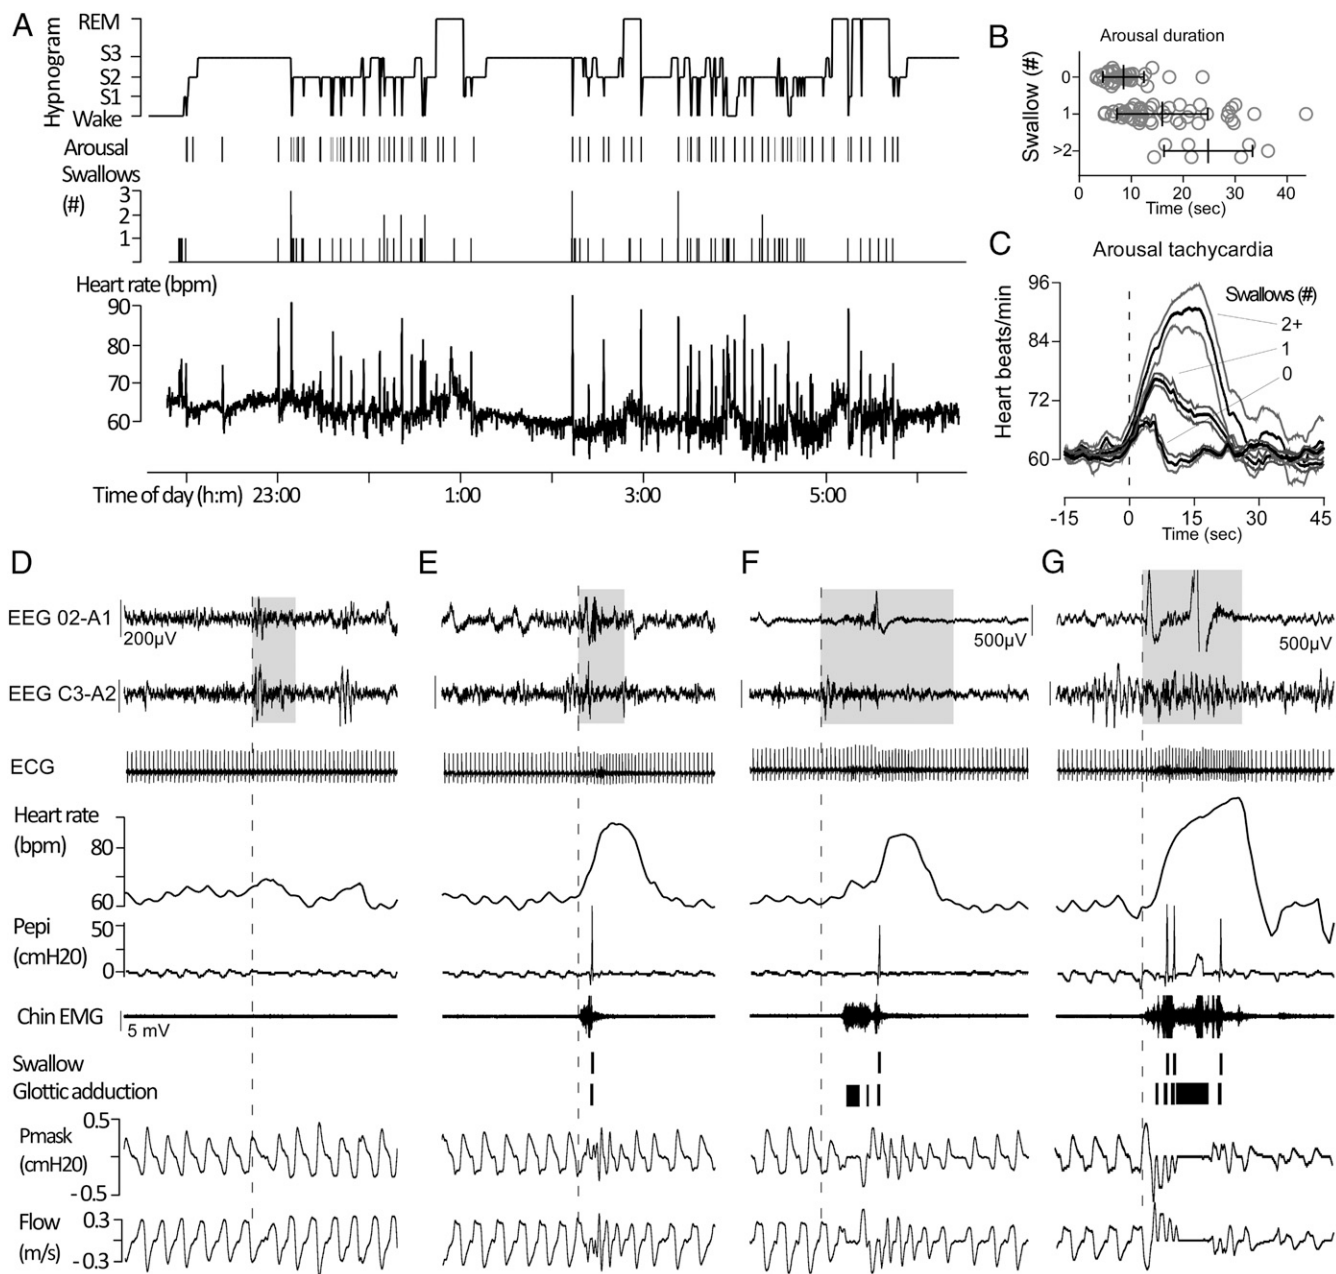 A
Hypnogram
REM
S3
S2
S1
Wake
Arousal
Swallows
(#)
3
2
1
Heart rate (bpm)
90
80
70
60
Time of day (h:m) 23:00 1:00 3:00 5:00
B
Arousal duration
Swallow (#)
0
1
>2
0 10 20 30 40
Time (sec)
C
Arousal tachycardia
Heart beats/min
96
84
72
60
Swallows (#)
2+
1
0
-15 0 15 30 45
Time (sec)
D E F G
EEG 02-A1
200μV 500μV 500μV
EEG C3-A2
ECG
Heart rate
(bpm)
80
60
Pepi
(cmH20)
50
0
Chin EMG
5 mV
Swallow
Glottic adduction
Pmask
(cmH20)
0.5
-0.5
Flow
(m/s)
0.3
-0.3